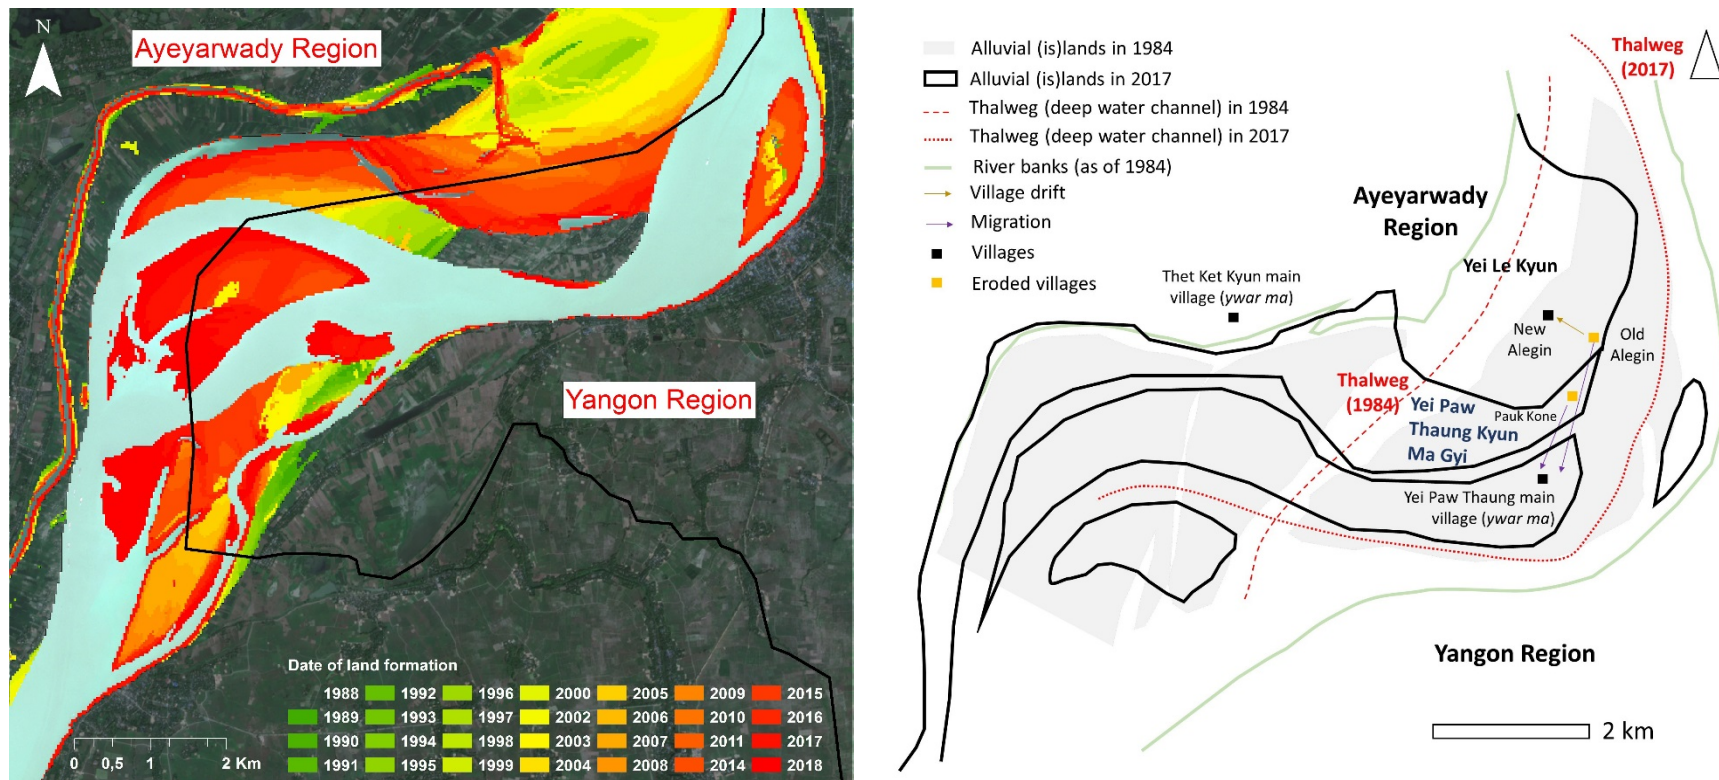 N
Ayeyarwady Region
Yangon Region
Date of land formation
1988 1992 1996 2000 2005 2009 2015
1989 1993 1997 2002 2006 2010 2016
1990 1994 1998 2003 2007 2011 2017
1991 1995 1999 2004 2008 2014 2018
0 0,5 1 2 Km
Alluvial (is)lands in 1984
Alluvial (is)lands in 2017
Thalweg (deep water channel) in 1984
Thalweg (deep water channel) in 2017
River banks (as of 1984)
Village drift
Migration
Villages
Eroded villages
Thalweg
(2017)
Ayeyarwady
Region
Yei Le Kyun
Thet Ket Kyun main
village (ywar ma)
New
Alegin
Old
Alegin
Thalweg
(1984)
Yei Paw
Thaung Kyun
Ma Gyi
Pauk Kone
Yei Paw Thaung main
village (ywar ma)
Yangon Region
2 km